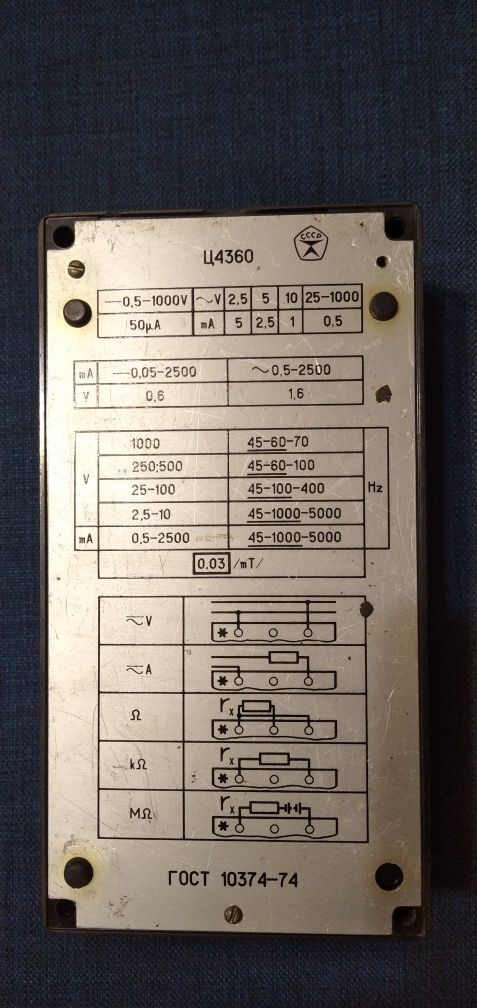 СССР
Ц4360
—0,5–1000V ~V 2,5 5 10 25–1000
50μA mA 5 2,5 1 0,5
mA —0,05–2500 ~0,5–2500
V 0,6 1,6
1000 45–60–70
250;500 45–60–100
V 25–100 45–100–400 Hz
2,5–10 45–1000–5000
mA 0,5–2500 45–1000–5000
0,03 /mT/
V
*
A
*
Ω rx
*
kΩ rx
*
MΩ rx
*
ГОСТ 10374–74